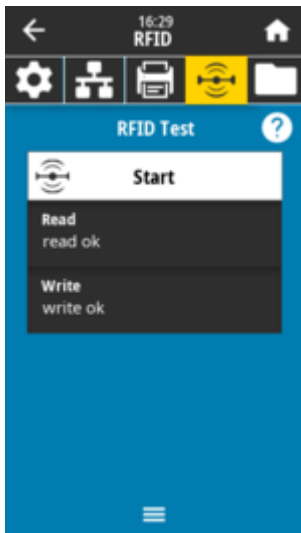 16:29
RFID
RFID Test
?
Start
Read
read ok
Write
write ok